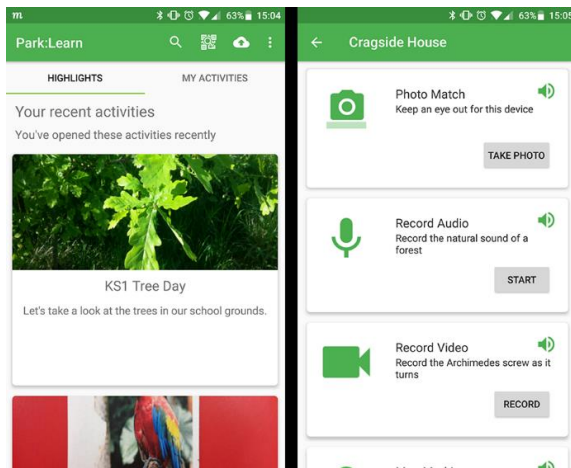 m 63% 15:04
Park:Learn
HIGHLIGHTS MY ACTIVITIES
Your recent activities
You've opened these activities recently
KS1 Tree Day
Let's take a look at the trees in our school grounds.
63% 15:05
Cragside House
Photo Match
Keep an eye out for this device
TAKE PHOTO
Record Audio
Record the natural sound of a
forest
START
Record Video
Record the Archimedes screw as it
turns
RECORD